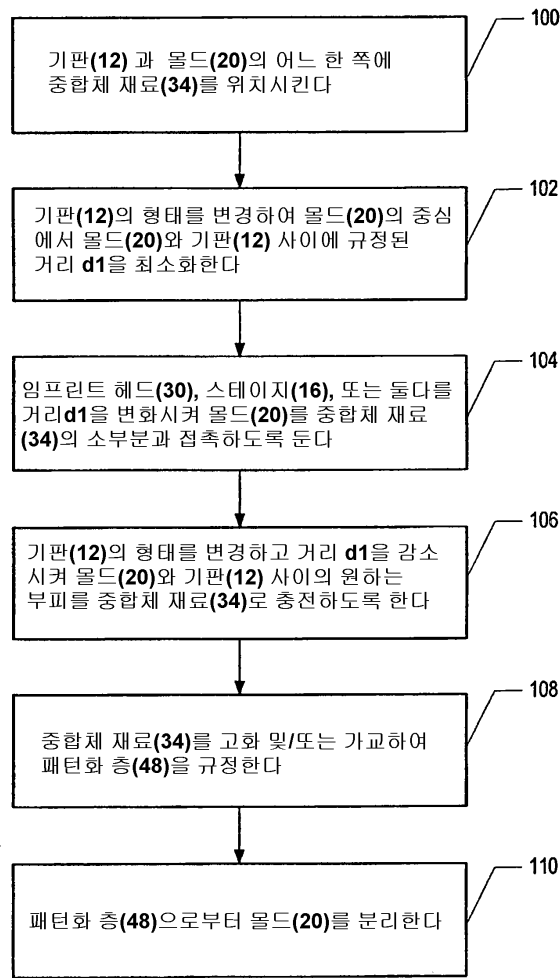 100
기판(12) 과 몰드(20)의 어느 한 쪽에
중합체 재료(34)를 위치시킨다
102
기판(12)의 형태를 변경하여 몰드(20)의 중심
에서 몰드(20)와 기판(12) 사이에 규정된
거리 d1을 최소화한다
104
임프린트 헤드(30), 스테이지(16), 또는 둘다를
거리d1을 변화시켜 몰드(20)를 중합체 재료
(34)의 소부분과 접촉하도록 둔다
106
기판(12)의 형태를 변경하고 거리 d1을 감소
시켜 몰드(20)와 기판(12) 사이의 원하는
부피를 중합체 재료(34)로 충전하도록 한다
108
중합체 재료(34)를 고화 및/또는 가교하여
패턴화 층(48)을 규정한다
110
패턴화 층(48)으로부터 몰드(20)를 분리한다